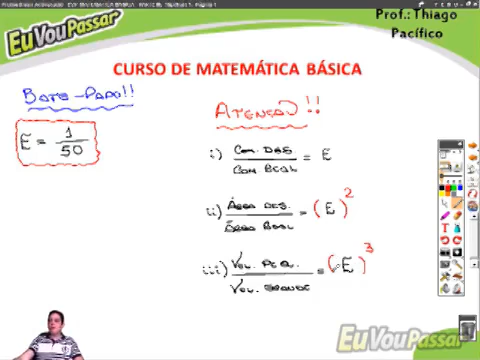 Prof.: Thiago
Pacífico
EuVouPassar
CURSO DE MATEMÁTICA BÁSICA
BATE-PAPO!!
E = 1/50
ATENÇÃO!!
i) COM. DES. / COM. REAL = E
ii) ÁREA DES. / ÁREA REAL = (E)²
iii) VOL. PEQ. / VOL. GRANDE = (E)³
EuVouPassar